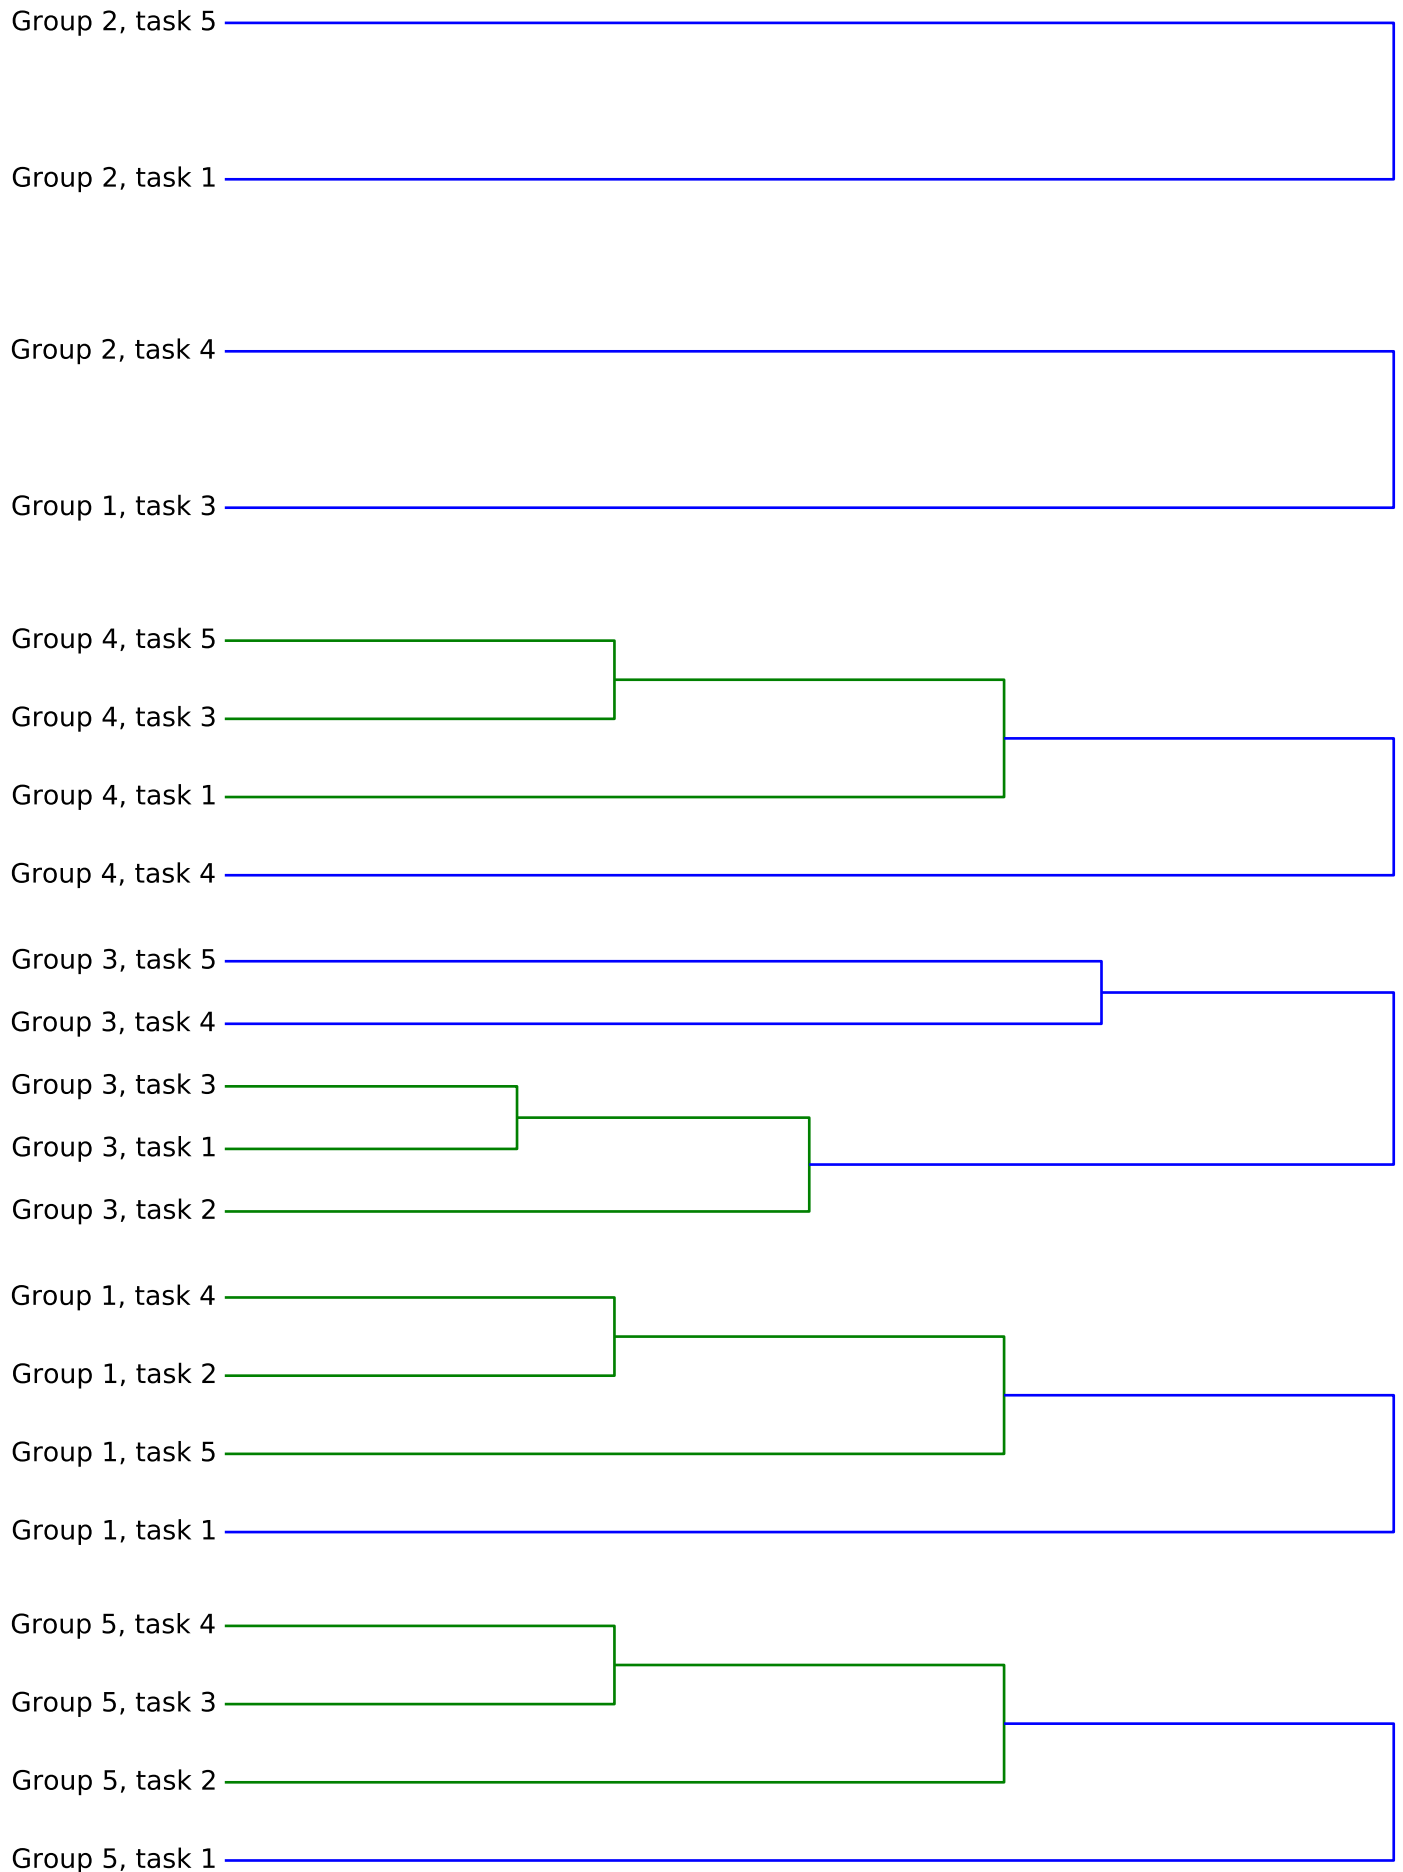 Group 2, task 5
Group 2, task 1
Group 2, task 4
Group 1, task 3
Group 4, task 5
Group 4, task 3
Group 4, task 1
Group 4, task 4
Group 3, task 5
Group 3, task 4
Group 3, task 3
Group 3, task 1
Group 3, task 2
Group 1, task 4
Group 1, task 2
Group 1, task 5
Group 1, task 1
Group 5, task 4
Group 5, task 3
Group 5, task 2
Group 5, task 1